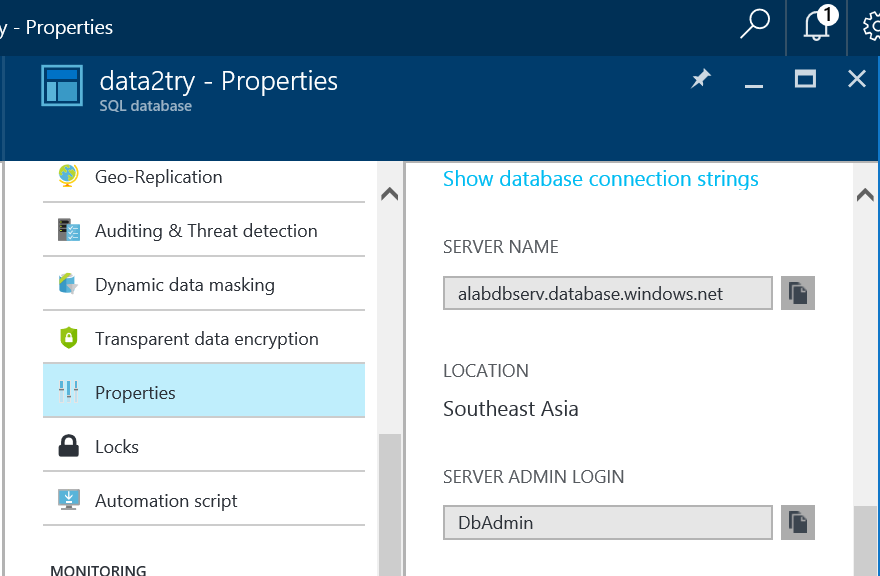 y - Properties
1
data2try - Properties
SQL database
Geo-Replication
Auditing & Threat detection
Dynamic data masking
Transparent data encryption
Properties
Locks
Automation script
MONITORING
Show database connection strings
SERVER NAME
alabdbserv.database.windows.net
LOCATION
Southeast Asia
SERVER ADMIN LOGIN
DbAdmin